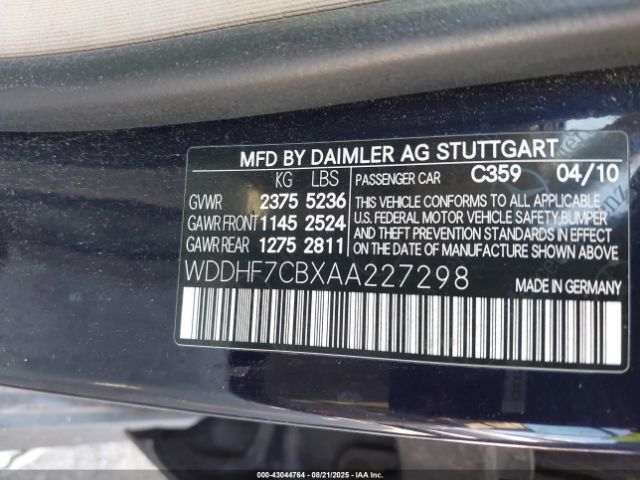 MFD BY DAIMLER AG STUTTGART
KG LBS
GVWR 2375 5236
GAWR FRONT 1145 2524
GAWR REAR 1275 2811
PASSENGER CAR C359 04/10
THIS VEHICLE CONFORMS TO ALL APPLICABLE
U.S. FEDERAL MOTOR VEHICLE SAFETY, BUMPER
AND THEFT PREVENTION STANDARDS IN EFFECT
ON THE DATE OF MANUFACTURE SHOWN ABOVE.
WDDHF7CBXAA227298
MADE IN GERMANY
©2025 - 43044764 - 08/21/2025 - IAA Inc.